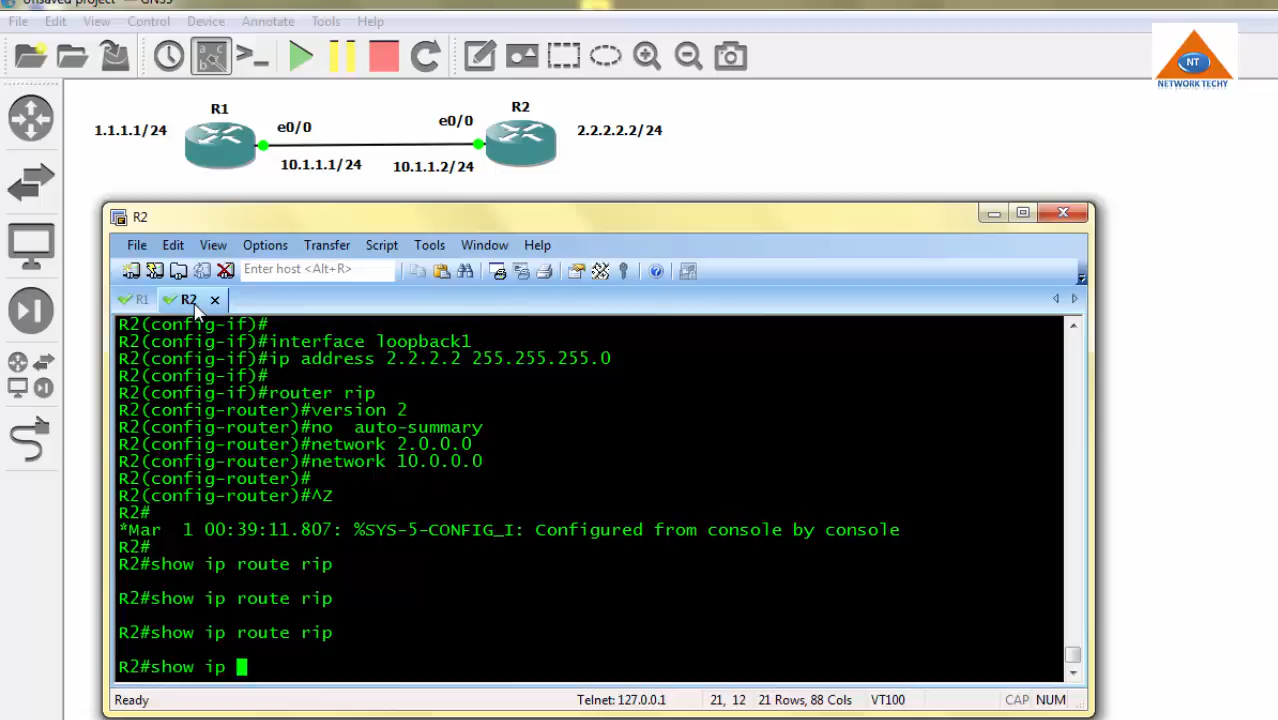 Unsaved project — GNS3
File Edit View Control Device Annotate Tools Help
NT
NETWORK TECHY
R1
R2
1.1.1.1/24
e0/0
e0/0
2.2.2.2.2/24
10.1.1.1/24
10.1.1.2/24
R2
File Edit View Options Transfer Script Tools Window Help
Enter host <Alt+R>
R1
R2
R2(config-if)#
R2(config-if)#interface loopback1
R2(config-if)#ip address 2.2.2.2 255.255.255.0
R2(config-if)#
R2(config-if)#router rip
R2(config-router)#version 2
R2(config-router)#no  auto-summary
R2(config-router)#network 2.0.0.0
R2(config-router)#network 10.0.0.0
R2(config-router)#
R2(config-router)#^Z
R2#
*Mar  1 00:39:11.807: %SYS-5-CONFIG_I: Configured from console by console
R2#
R2#show ip route rip
R2#show ip route rip
R2#show ip route rip
R2#show ip
Ready
Telnet: 127.0.0.1
21, 12
21 Rows, 88 Cols
VT100
CAP
NUM